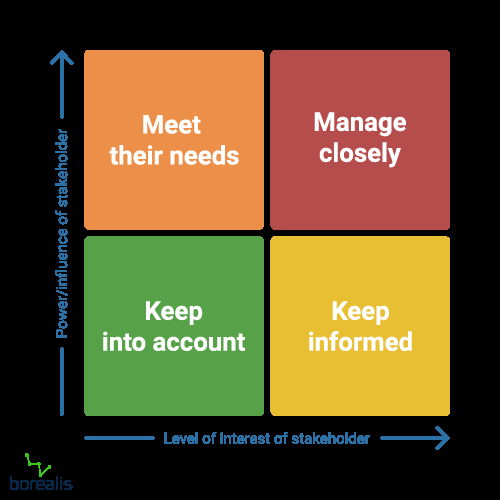 Meet
their needs
Manage
closely
Power/influence of stakeholder
Keep
into account
Keep
informed
Level of interest of stakeholder
borealis